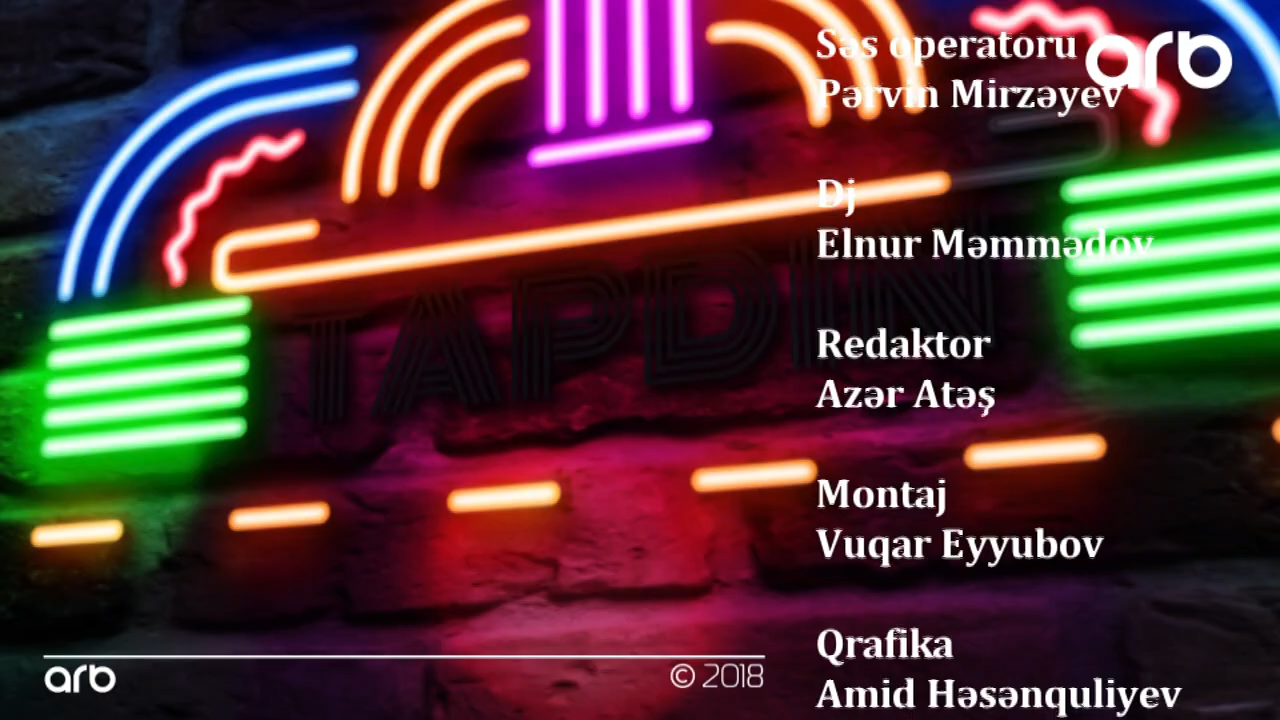 Səs operatoru
arb
Pərvin Mirzəyev
Dj
Elnur Məmmədov
TAPDIN
Redaktor
Azər Atəş
Montaj
Vuqar Eyyubov
Qrafika
Amid Həsənquliyev
arb
© 2018